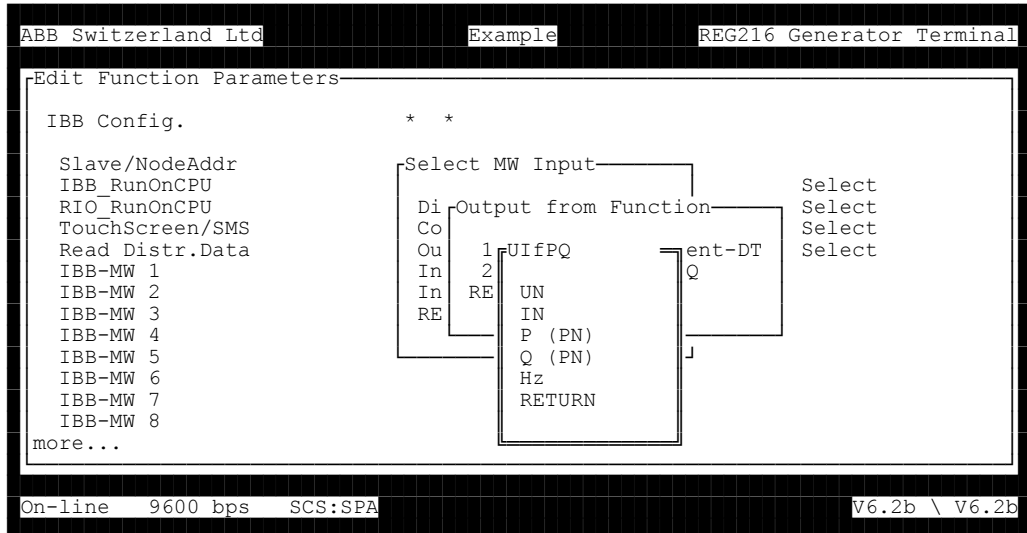 ABB Switzerland Ltd Example REG216 Generator Terminal
Edit Function Parameters
IBB Config. * *
Slave/NodeAddr Select MW Input
IBB_RunOnCPU Select
RIO_RunOnCPU Di Output from Function Select
TouchScreen/SMS Co Select
Read Distr.Data Ou 1 UIfPQ ent-DT Select
IBB-MW 1 In 2 Q
IBB-MW 2 In RE UN
IBB-MW 3 RE IN
IBB-MW 4 P (PN)
IBB-MW 5 Q (PN)
IBB-MW 6 Hz
IBB-MW 7 RETURN
IBB-MW 8
more...
On-line 9600 bps SCS:SPA V6.2b \ V6.2b